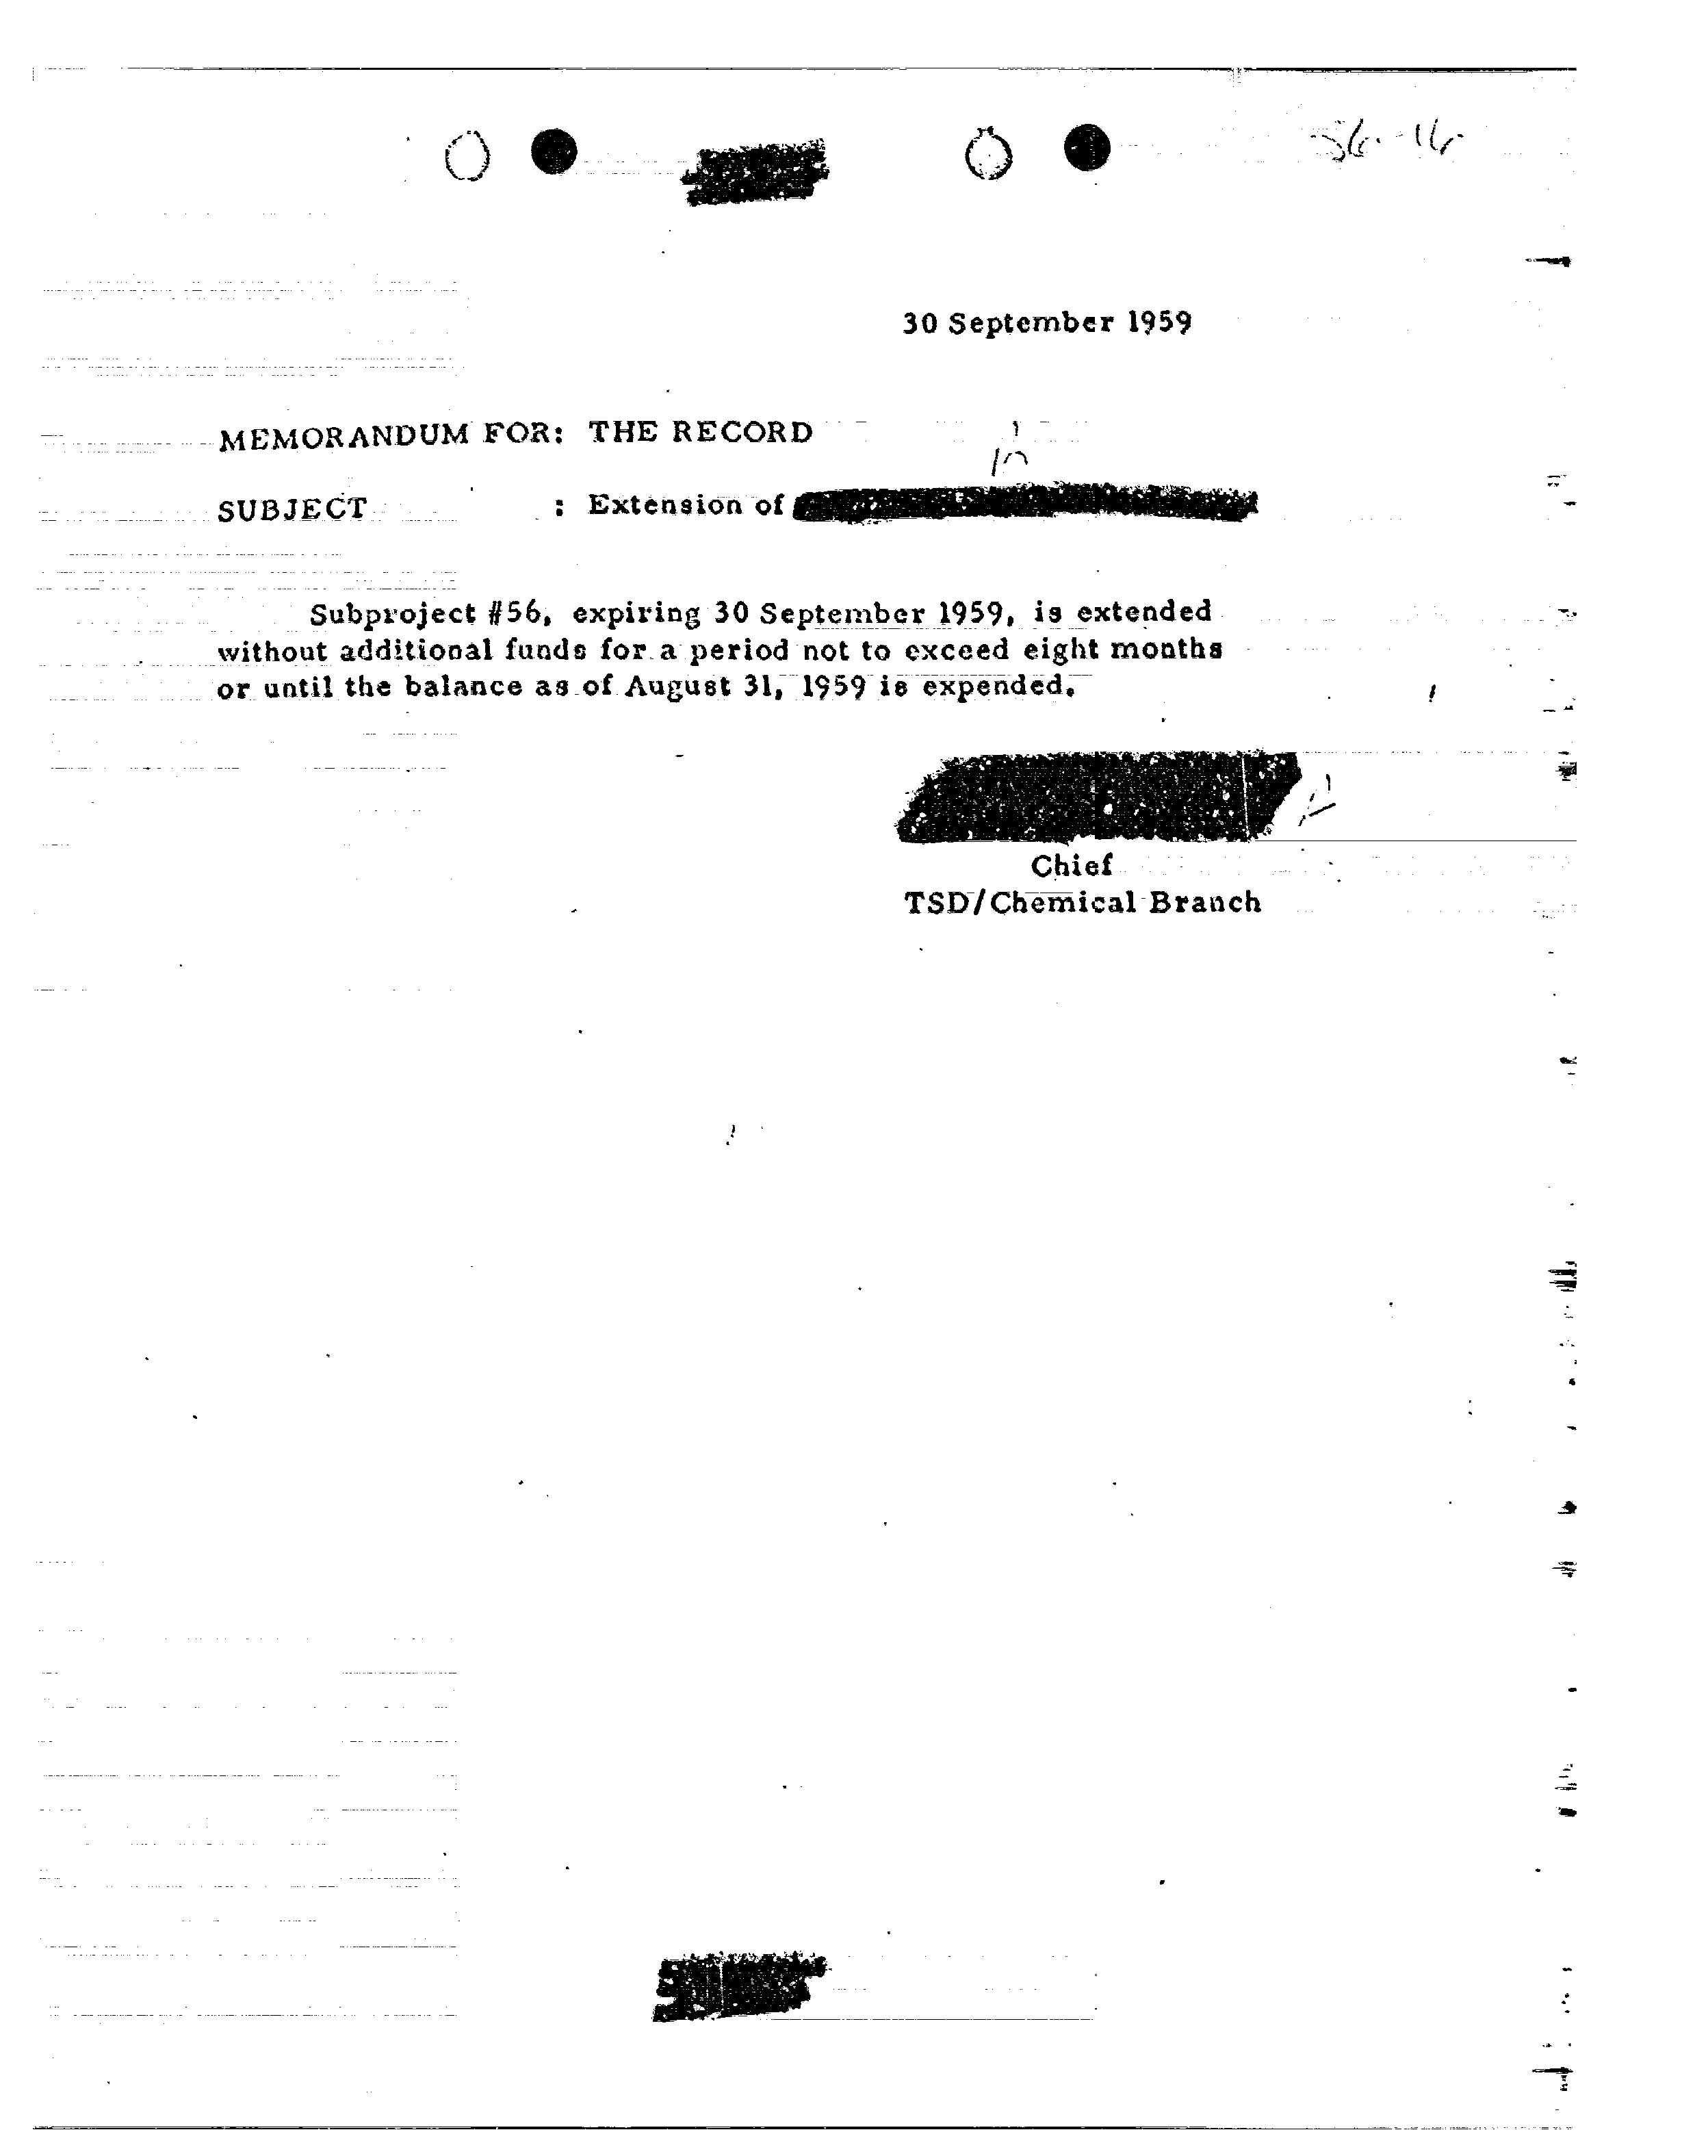 56-16
30 September 1959
MEMORANDUM FOR: THE RECORD
SUBJECT : Extension of
Subproject #56, expiring 30 September 1959, is extended
without additional funds for a period not to exceed eight months
or until the balance as of August 31, 1959 is expended.
Chief
TSD/Chemical Branch